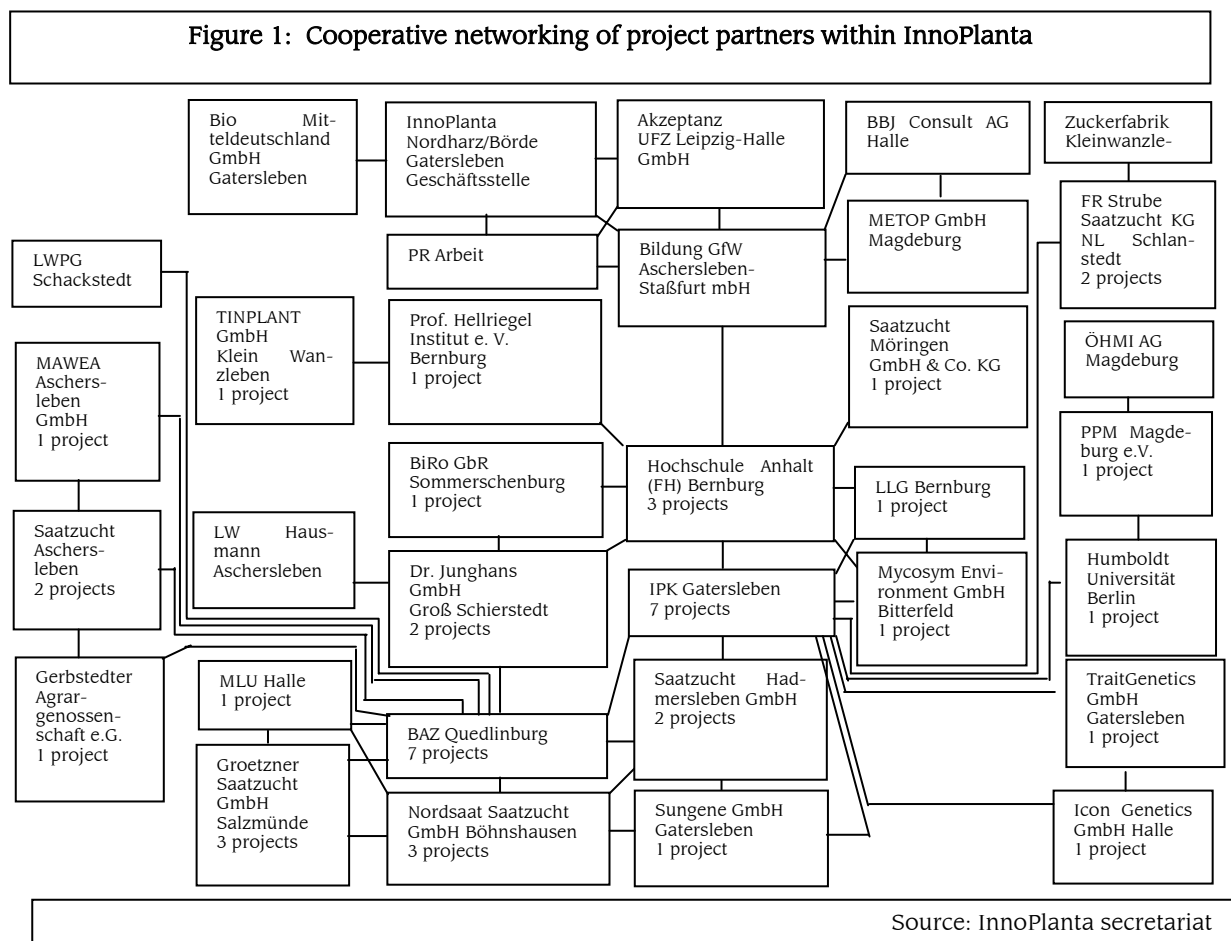 Figure 1: Cooperative networking of project partners within InnoPlanta
Bio Mit-
teldeutschland
GmbH
Gatersleben
InnoPlanta
Nordharz/Börde
Gatersleben
Geschäftsstelle
Akzeptanz
UFZ Leipzig-Halle
GmbH
BBJ Consult AG
Halle
Zuckerfabrik
Kleinwanzle-
LWPG
Schackstedt
PR Arbeit
Bildung GfW
Aschersleben-
Staßfurt mbH
METOP GmbH
Magdeburg
FR Strube
Saatzucht KG
NL Schlan-
stedt
2 projects
MAWEA
Aschers-
leben
GmbH
1 project
TINPLANT
GmbH
Klein Wan-
zleben
1 project
Prof. Hellriegel
Institut e. V.
Bernburg
1 project
Saatzucht
Möringen
GmbH & Co. KG
1 project
ÖHMI AG
Magdeburg
PPM Magde-
burg e.V.
1 project
BiRo GbR
Sommerschenburg
1 project
Hochschule Anhalt
(FH) Bernburg
3 projects
LLG Bernburg
1 project
Saatzucht
Aschers-
leben
2 projects
LW Haus-
mann
Aschersleben
Dr. Junghans
GmbH
Groß Schierstedt
2 projects
IPK Gatersleben
7 projects
Mycosym Envi-
ronment GmbH
Bitterfeld
1 project
Humboldt
Universität
Berlin
1 project
Gerbstedter
Agrar-
genossen-
schaft e.G.
1 project
MLU Halle
1 project
BAZ Quedlinburg
7 projects
Saatzucht Had-
mersleben GmbH
2 projects
TraitGenetics
GmbH
Gatersleben
1 project
Groetzner
Saatzucht
GmbH
Salzmünde
3 projects
Nordsaat Saatzucht
GmbH Böhnshausen
3 projects
Sungene GmbH
Gatersleben
1 project
Icon Genetics
GmbH Halle
1 project
Source: InnoPlanta secretariat